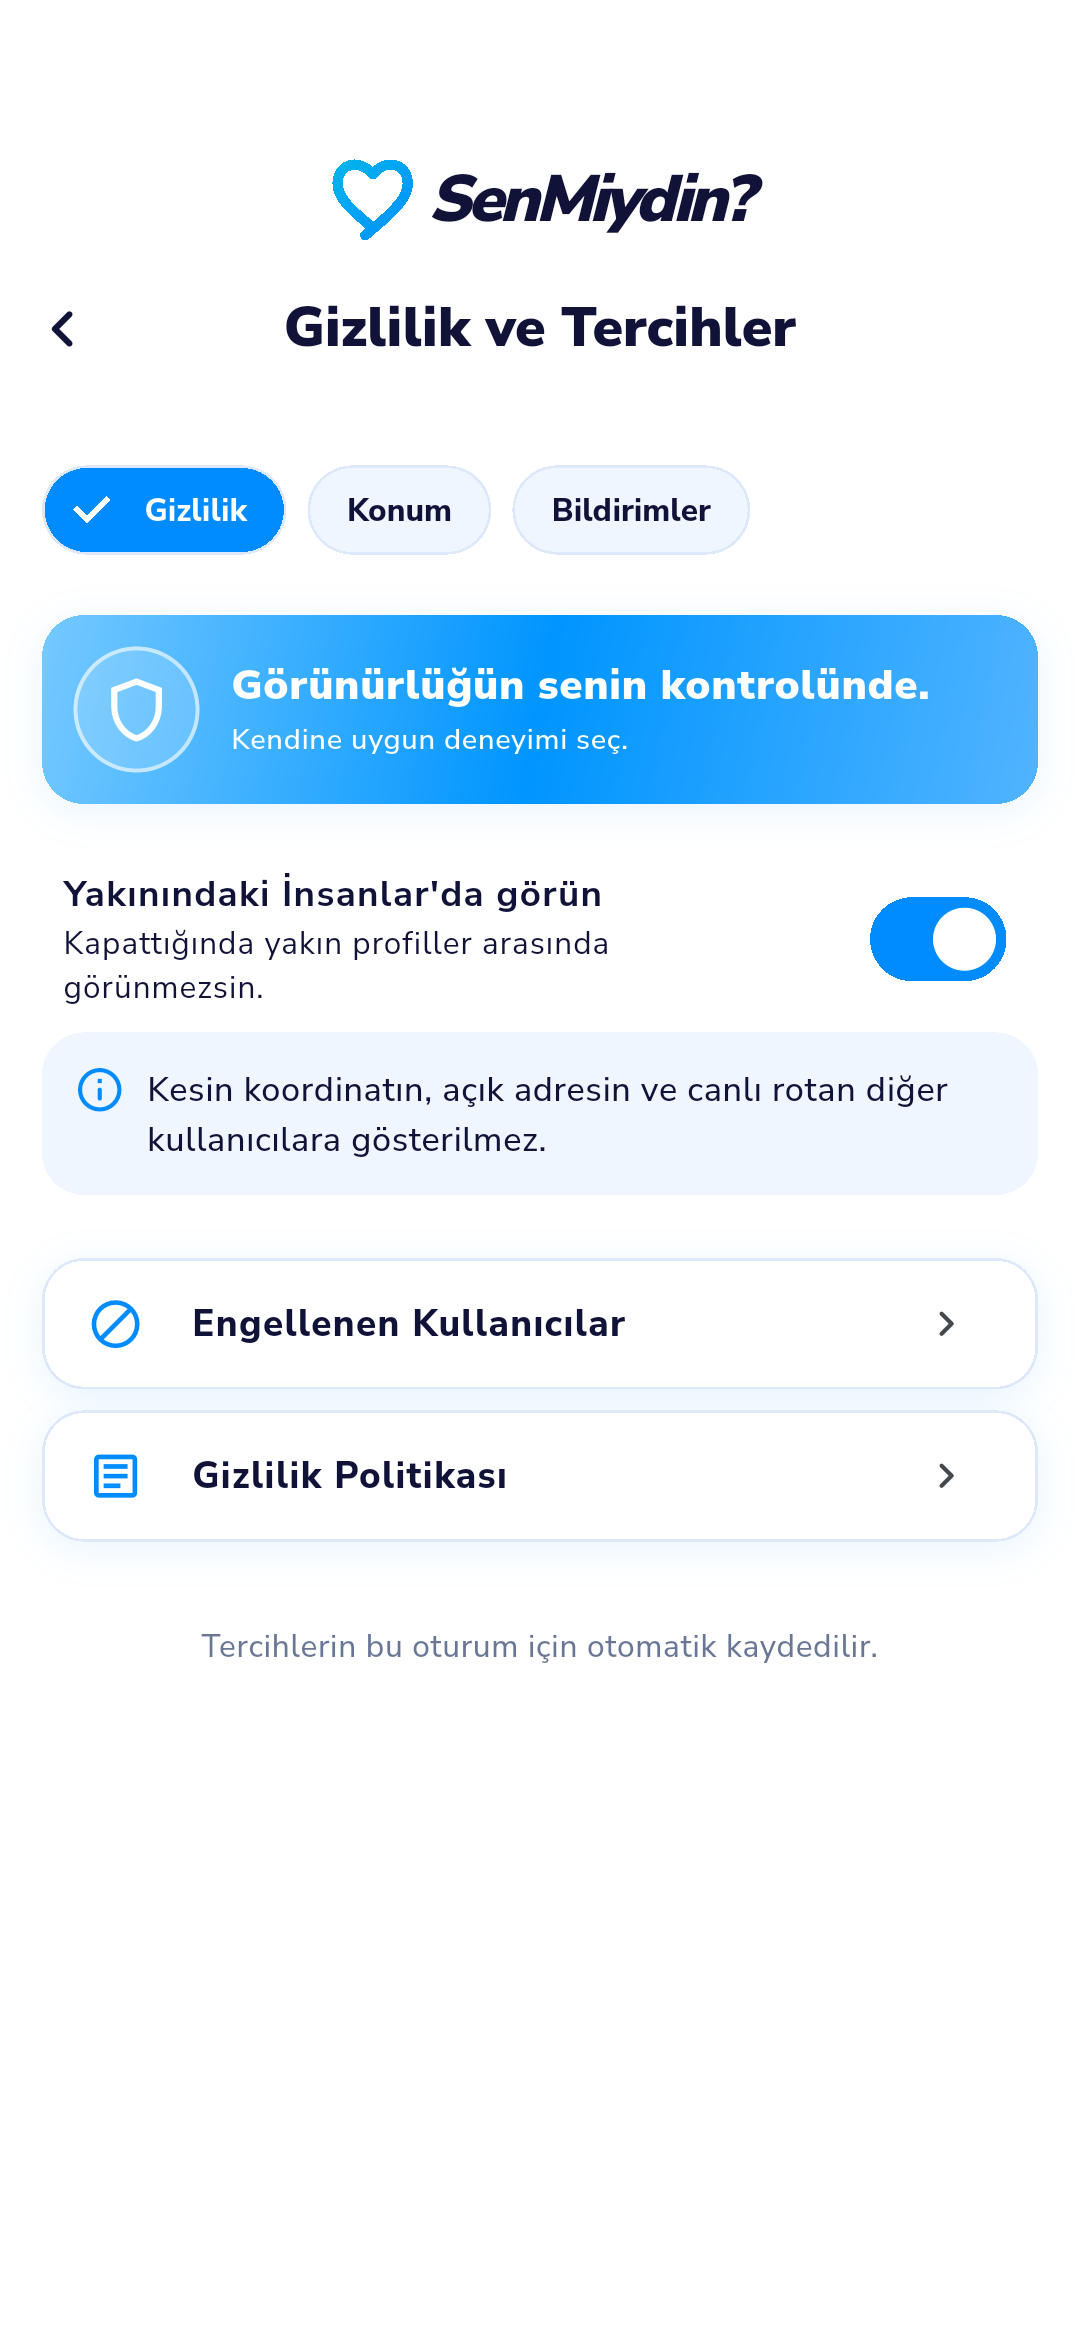 SenMiydin?
Gizlilik ve Tercihler
Gizlilik
Konum
Bildirimler
Görünürlüğün senin kontrolünde.
Kendine uygun deneyimi seç.
Yakınındaki İnsanlar'da görün
Kapattığında yakın profiller arasında
görünmezsin.
Kesin koordinatın, açık adresin ve canlı rotan diğer
kullanıcılara gösterilmez.
Engellenen Kullanıcılar
Gizlilik Politikası
Tercihlerin bu oturum için otomatik kaydedilir.